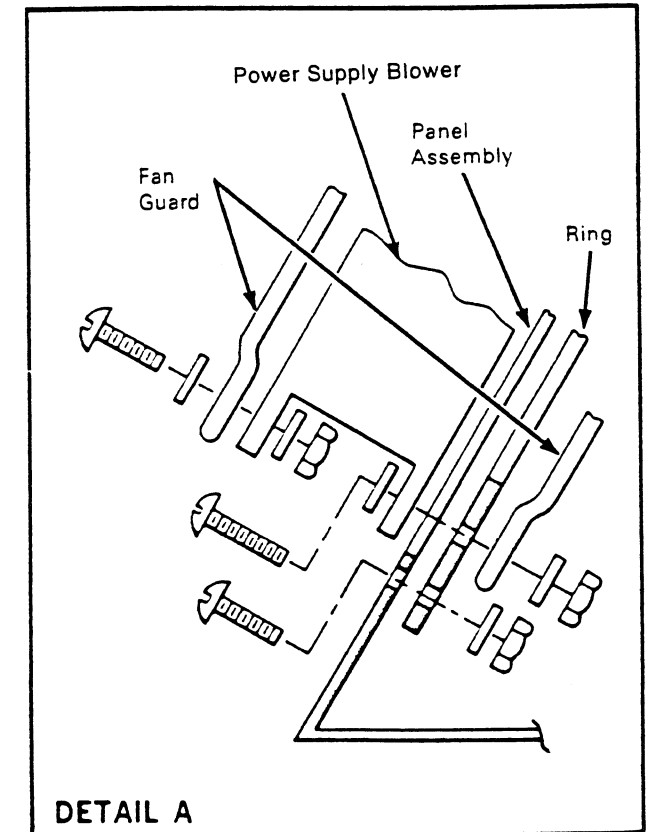 Power Supply Blower
Panel
Assembly
Fan
Guard
Ring
DETAIL A